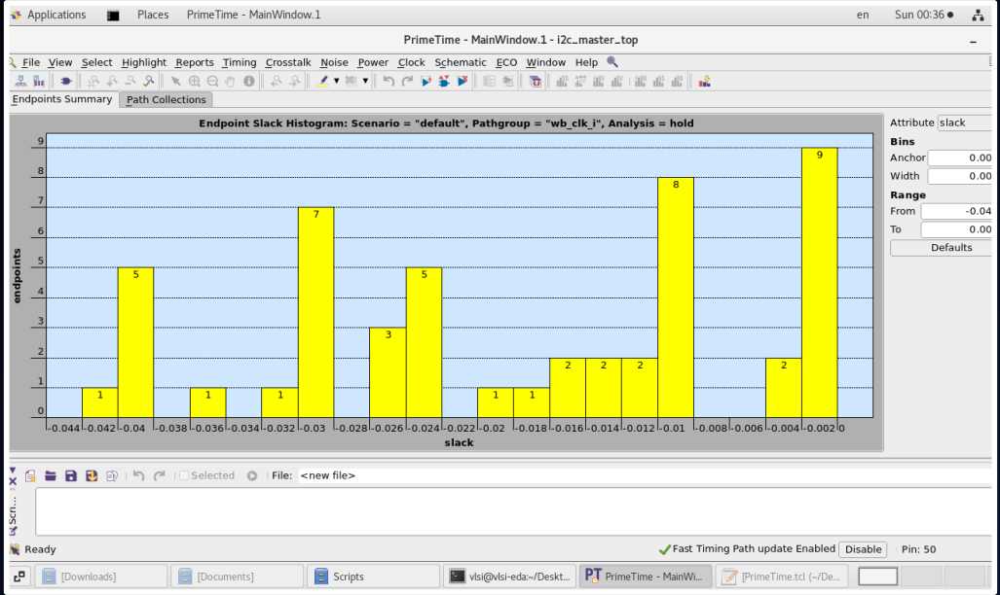 Applications Places PrimeTime - MainWindow.1 en Sun 00:36
PrimeTime - MainWindow.1 - i2c_master_top
File View Select Highlight Reports Timing Crosstalk Noise Power Clock Schematic ECO Window Help
Endpoints Summary Path Collections
Endpoint Slack Histogram: Scenario = "default", Pathgroup = "wb_clk_i", Analysis = hold
Attribute slack
Bins
Anchor 0.00
Width 0.00
Range
From -0.04
To 0.00
Defaults
endpoints
9
8
7
6
5
4
3
2
1
0
1 5 1 1 7 3 5 1 1 2 2 2 8 2 9
-0.044 -0.042 -0.04 -0.038 -0.036 -0.034 -0.032 -0.03 -0.028 -0.026 -0.024 -0.022 -0.02 -0.018 -0.016 -0.014 -0.012 -0.01 -0.008 -0.006 -0.004 -0.002 0
slack
Selected File: <new file>
Scri...
Ready Fast Timing Path update Enabled Disable Pin: 50
[Downloads] [Documents] Scripts vlsi@vlsi-eda:~/Deskt... PT PrimeTime - MainWi... [PrimeTime.tcl (~/De...